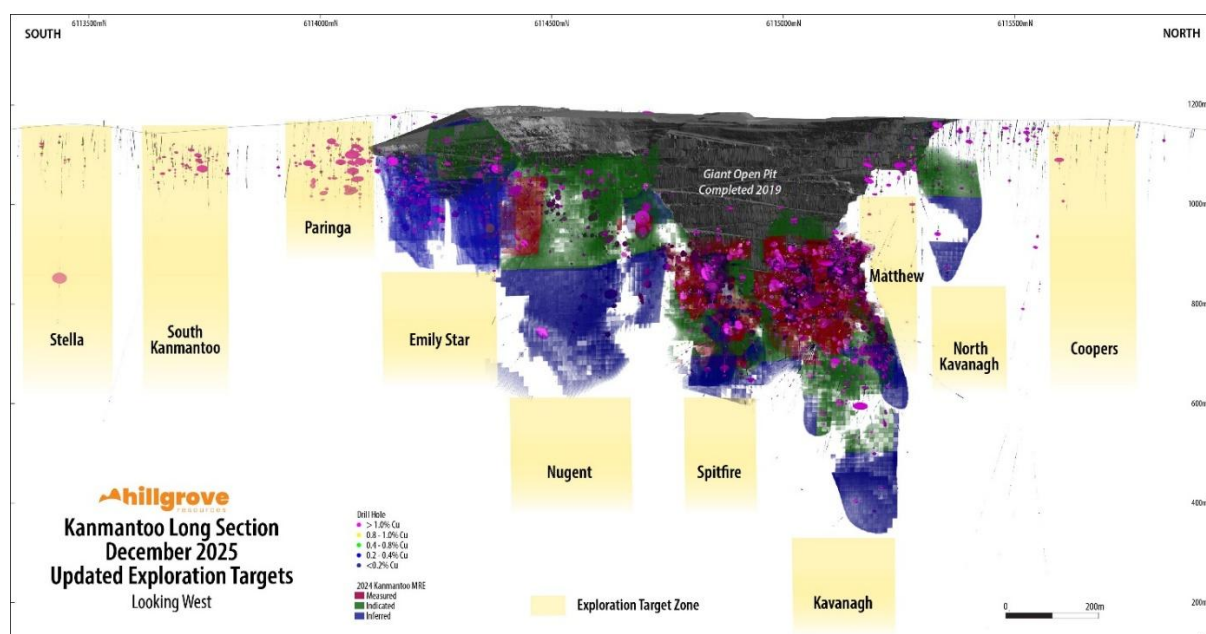 6113500mN
6114000mN
6114500mN
6115000mN
6115500mN
SOUTH
NORTH
1200m
1000m
800m
600m
400m
200m
Giant Open Pit
Completed 2019
Stella
South
Kanmantoo
Paringa
Emily Star
Nugent
Spitfire
Kavanagh
Matthew
North
Kavanagh
Coopers
hillgrove
RESOURCES
Kanmantoo Long Section
December 2025
Updated Exploration Targets
Looking West
Drill Hole
> 1.0% Cu
0.8 - 1.0% Cu
0.4 - 0.8% Cu
0.2 - 0.4% Cu
<0.2% Cu
2024 Kanmantoo MRE
Measured
Indicated
Inferred
Exploration Target Zone
0
200m